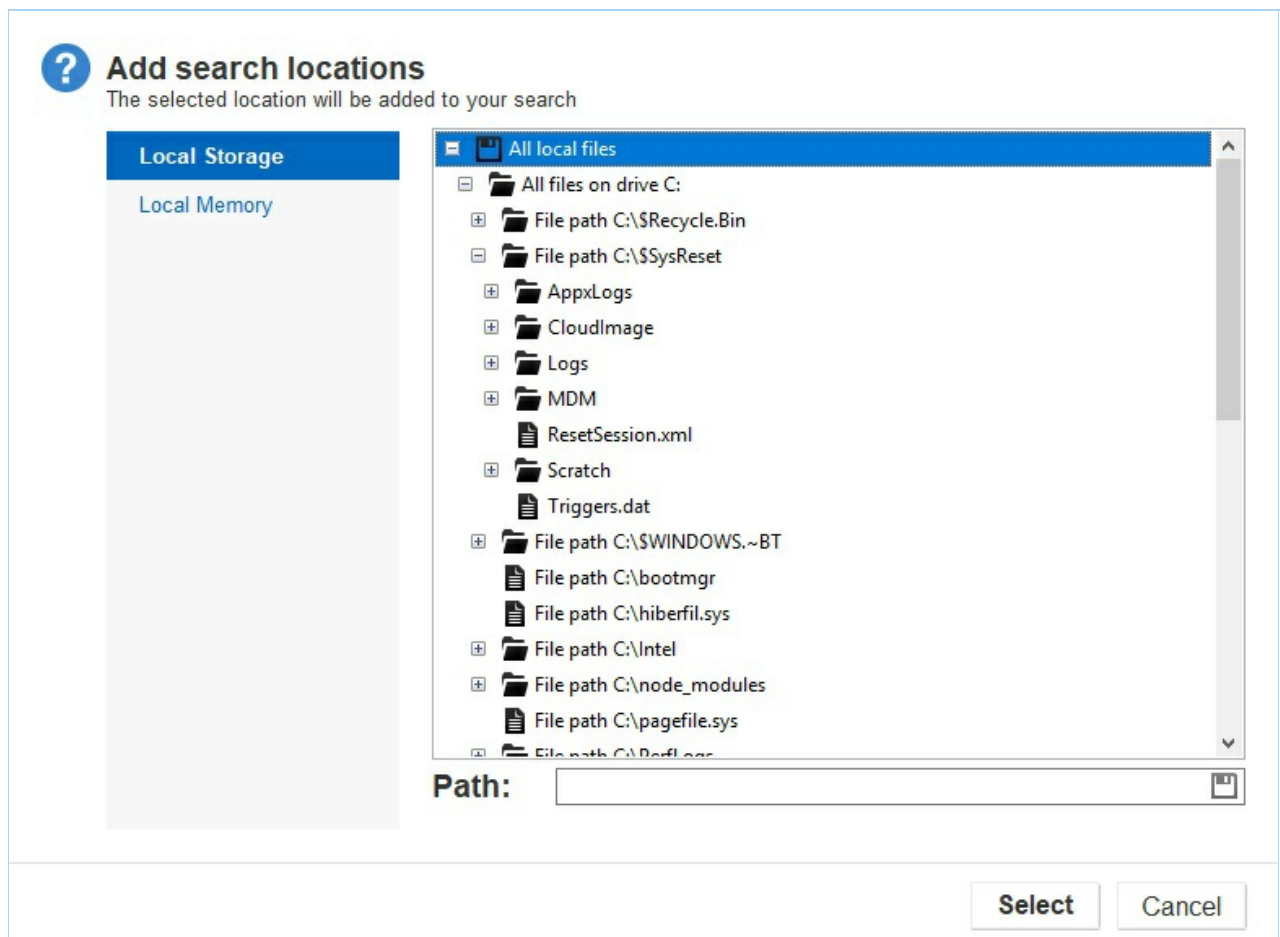 Add search locations
The selected location will be added to your search
Local Storage
Local Memory
All local files
All files on drive C:
File path C:\$Recycle.Bin
File path C:\$SysReset
AppxLogs
CloudImage
Logs
MDM
ResetSession.xml
Scratch
Triggers.dat
File path C:\$WINDOWS.~BT
File path C:\bootmgr
File path C:\hiberfil.sys
File path C:\Intel
File path C:\node_modules
File path C:\pagefile.sys
File path C:\PerfLogs
Path:
Select
Cancel